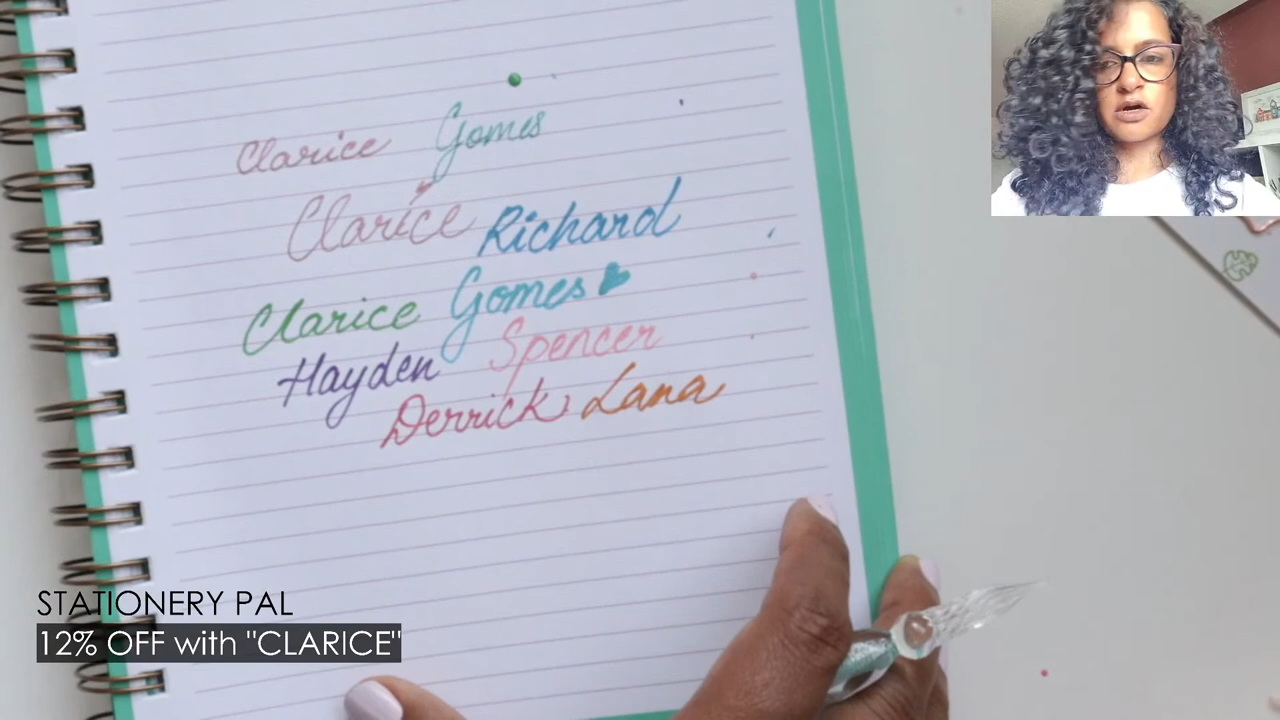 Clarice Gomes
Clarice Richard
Clarice Gomes
Hayden Spencer
Derrick Lana
STATIONERY PAL
12% OFF with "CLARICE"